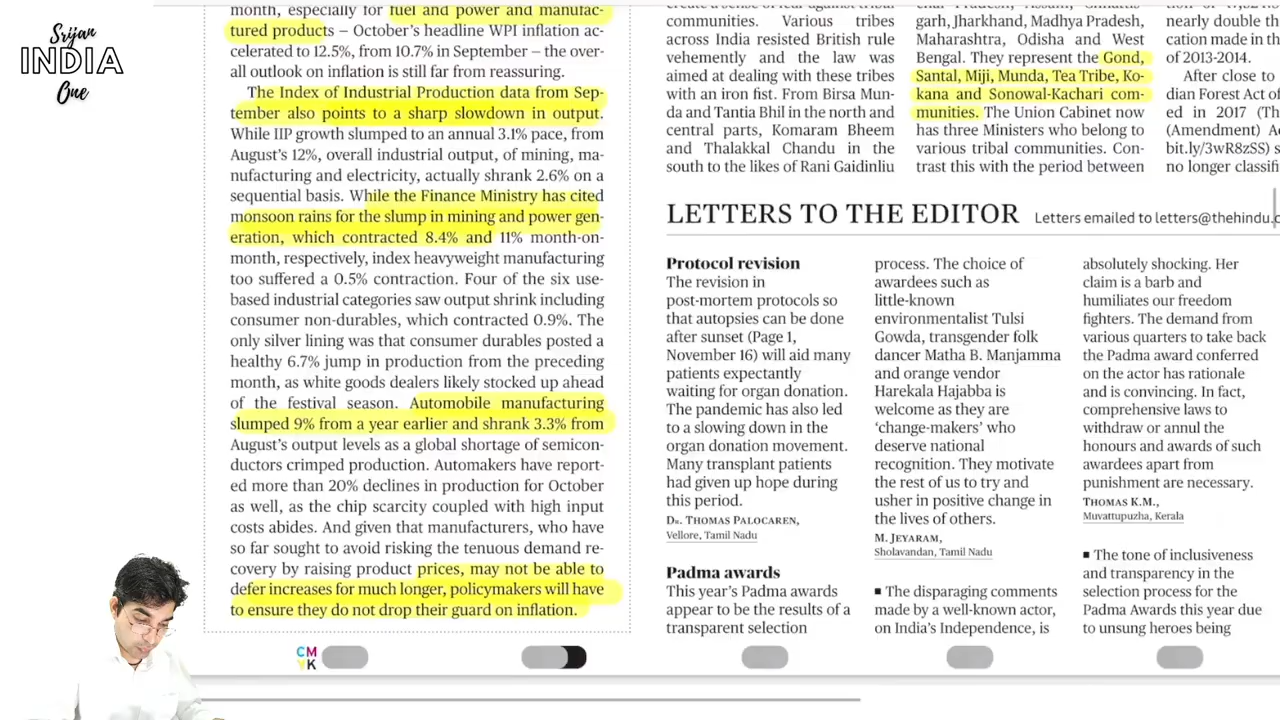 Srijan
INDIA
One
month, especially for fuel and power and manufac-
tured products – October's headline WPI inflation ac-
celerated to 12.5%, from 10.7% in September – the over-
all outlook on inflation is still far from reassuring.
The Index of Industrial Production data from Sep-
tember also points to a sharp slowdown in output.
While IIP growth slumped to an annual 3.1% pace, from
August's 12%, overall industrial output, of mining, ma-
nufacturing and electricity, actually shrank 2.6% on a
sequential basis. While the Finance Ministry has cited
monsoon rains for the slump in mining and power gen-
eration, which contracted 8.4% and 11% month-on-
month, respectively, index heavyweight manufacturing
too suffered a 0.5% contraction. Four of the six use-
based industrial categories saw output shrink including
consumer non-durables, which contracted 0.9%. The
only silver lining was that consumer durables posted a
healthy 6.7% jump in production from the preceding
month, as white goods dealers likely stocked up ahead
of the festival season. Automobile manufacturing
slumped 9% from a year earlier and shrank 3.3% from
August's output levels as a global shortage of semicon-
ductors crimped production. Automakers have report-
ed more than 20% declines in production for October
as well, as the chip scarcity coupled with high input
costs abides. And given that manufacturers, who have
so far sought to avoid risking the tenuous demand re-
covery by raising product prices, may not be able to
defer increases for much longer, policymakers will have
to ensure they do not drop their guard on inflation.
communities. Various tribes
across India resisted British rule
vehemently and the law was
aimed at dealing with these tribes
with an iron fist. From Birsa Mun-
da and Tantia Bhil in the north and
central parts, Komaram Bheem
and Thalakkal Chandu in the
south to the likes of Rani Gaidinliu
garh, Jharkhand, Madhya Pradesh,
Maharashtra, Odisha and West
Bengal. They represent the Gond,
Santal, Miji, Munda, Tea Tribe, Ko-
kana and Sonowal-Kachari com-
munities. The Union Cabinet now
has three Ministers who belong to
various tribal communities. Con-
trast this with the period between
nearly double th
cation made in th
of 2013-2014.
After close to
dian Forest Act of
ed in 2017 (Th
(Amendment) A
bit.ly/3wR8zSS) s
no longer classifi
LETTERS TO THE EDITOR Letters emailed to letters@thehindu.c
Protocol revision
The revision in
post-mortem protocols so
that autopsies can be done
after sunset (Page 1,
November 16) will aid many
patients expectantly
waiting for organ donation.
The pandemic has also led
to a slowing down in the
organ donation movement.
Many transplant patients
had given up hope during
this period.
Dr. Thomas Palocaren,
Vellore, Tamil Nadu
Padma awards
This year's Padma awards
appear to be the results of a
transparent selection
process. The choice of
awardees such as
little-known
environmentalist Tulsi
Gowda, transgender folk
dancer Matha B. Manjamma
and orange vendor
Harekala Hajabba is
welcome as they are
'change-makers' who
deserve national
recognition. They motivate
the rest of us to try and
usher in positive change in
the lives of others.
M. Jeyaram,
Sholavandan, Tamil Nadu
■ The disparaging comments
made by a well-known actor,
on India's Independence, is
absolutely shocking. Her
claim is a barb and
humiliates our freedom
fighters. The demand from
various quarters to take back
the Padma award conferred
on the actor has rationale
and is convincing. In fact,
comprehensive laws to
withdraw or annul the
honours and awards of such
awardees apart from
punishment are necessary.
Thomas K.M.,
Muvattupuzha, Kerala
■ The tone of inclusiveness
and transparency in the
selection process for the
Padma Awards this year due
to unsung heroes being
CM
YK